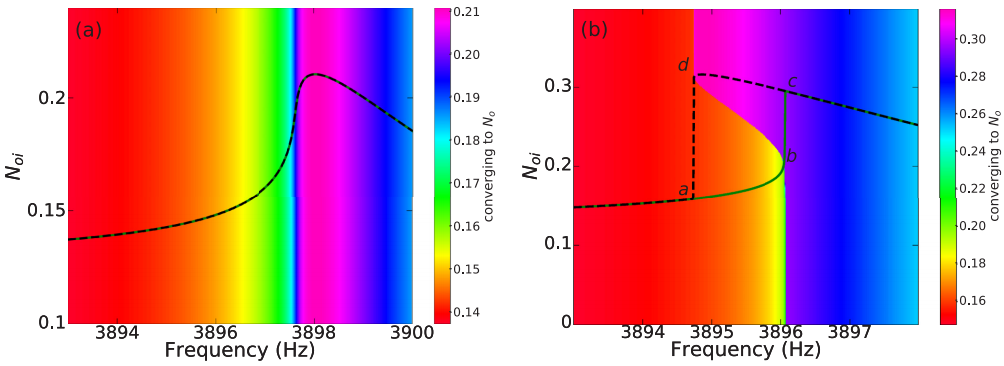 (a)
N_oi
0.2
0.15
0.1
3894
3896
3898
3900
Frequency (Hz)
0.21
0.20
0.19
0.18
0.17
0.16
0.15
0.14
converging to N_o
(b)
N_oi
0.3
0.2
0.1
0
d
c
b
a
3894
3895
3896
3897
Frequency (Hz)
0.30
0.28
0.26
0.24
0.22
0.20
0.18
0.16
converging to N_o